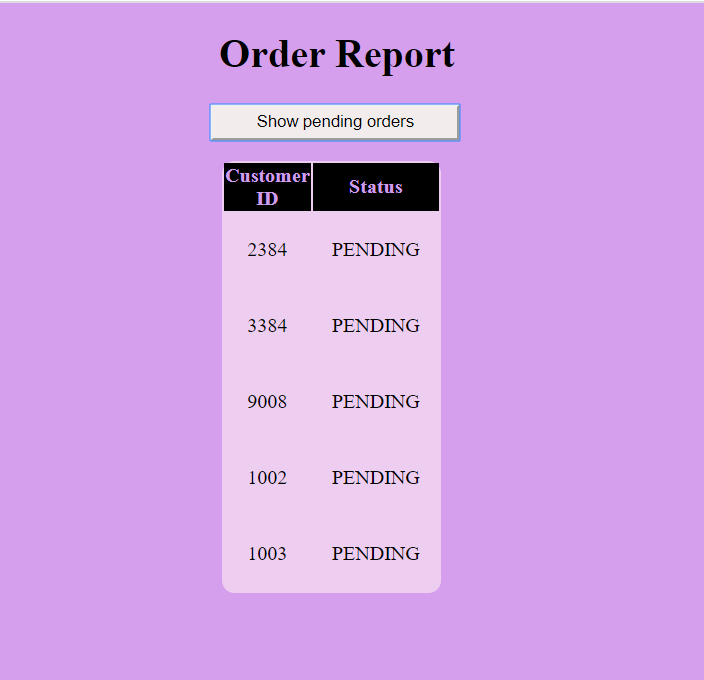 Order Report
Show pending orders
Customer ID Status
2384 PENDING
3384 PENDING
9008 PENDING
1002 PENDING
1003 PENDING